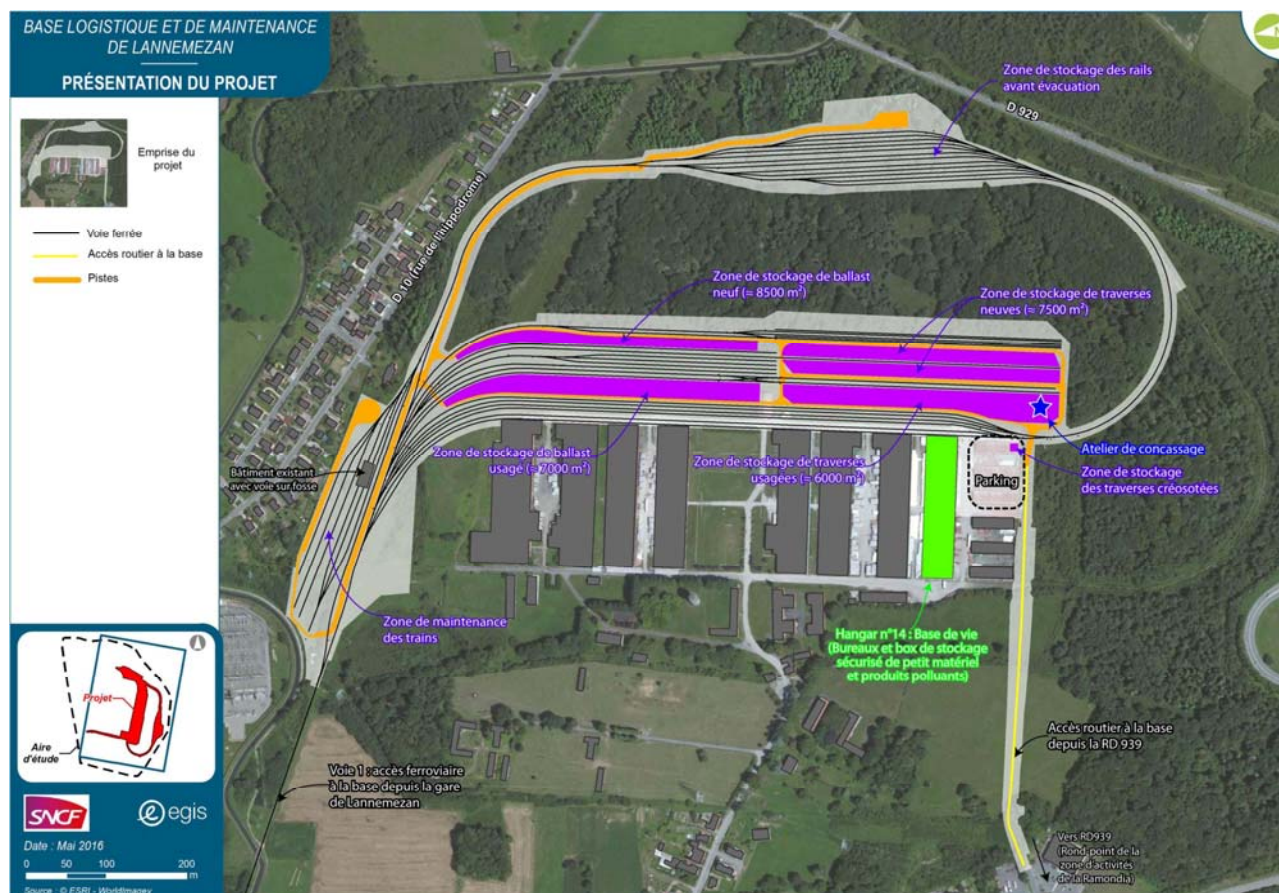 BASE LOGISTIQUE ET DE MAINTENANCE
DE LANNEMEZAN
PRÉSENTATION DU PROJET
Emprise du
projet
Voie ferrée
Accès routier à la base
Pistes
N
Zone de stockage des rails
avant évacuation
D 929
D 10 (rue de l'hippodrome)
Zone de stockage de ballast
neuf (≈ 8500 m²)
Zone de stockage de traverses
neuves (≈ 7500 m²)
Bâtiment existant
avec voie sur fosse
Zone de stockage de ballast
usagé (≈ 7000 m²)
Zone de stockage de traverses
usagées (≈ 6000 m²)
Parking
Atelier de concassage
Zone de stockage
des traverses créosotées
Zone de maintenance
des trains
Hangar n°14 : Base de vie
(Bureaux et box de stockage
sécurisé de petit matériel
et produits polluants)
Accès routier à la base
depuis la RD 939
Voie 1 : accès ferroviaire
à la base depuis la gare
de Lannemezan
Vers RD939
(Rond-point de la
zone d'activités
de la Ramondia)
Projet
Aire
d'étude
SNCF
egis
Date : Mai 2016
0 50 100 200
m
Source : © ESRI - WorldImagery